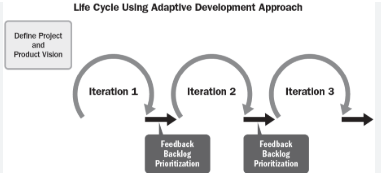 Life Cycle Using Adaptive Development Approach
Define Project
and
Product Vision
Iteration 1
Iteration 2
Iteration 3
Feedback
Backlog
Prioritization
Feedback
Backlog
Prioritization